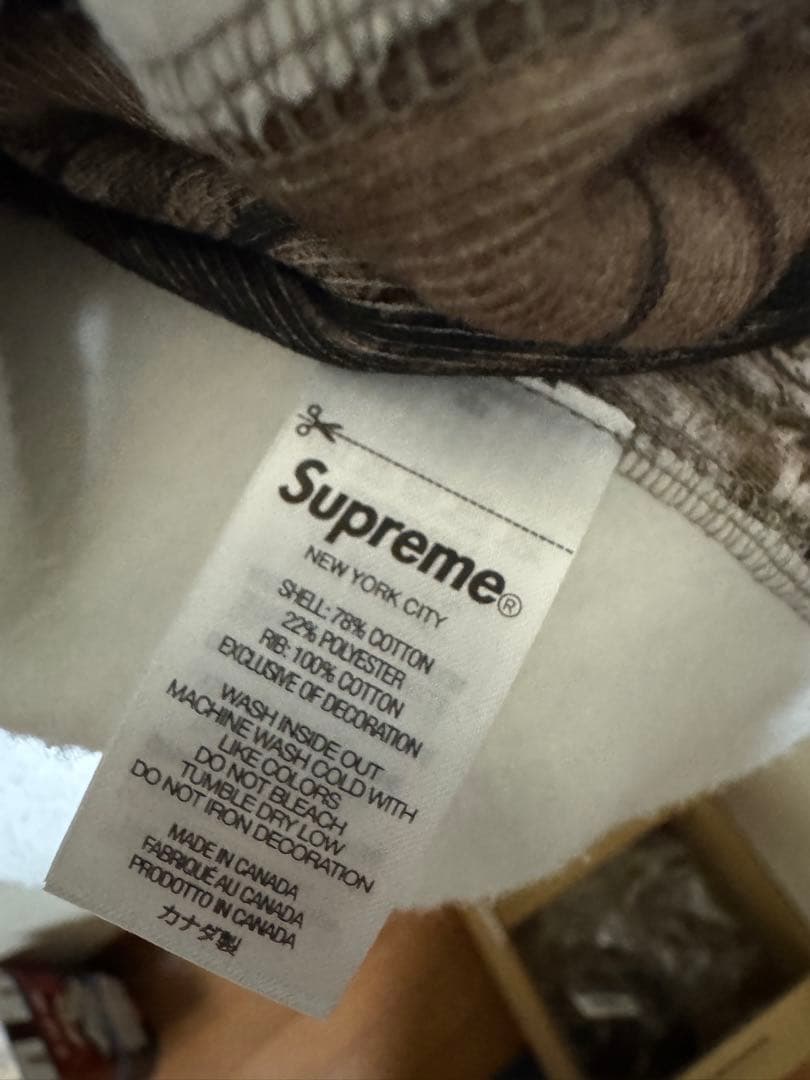 Supreme®
NEW YORK CITY
SHELL: 78% COTTON
22% POLYESTER
RIB: 100% COTTON
EXCLUSIVE OF DECORATION
WASH INSIDE OUT
MACHINE WASH COLD WITH
LIKE COLORS
DO NOT BLEACH
TUMBLE DRY LOW
DO NOT IRON DECORATION
MADE IN CANADA
FABRIQUÉ AU CANADA
PRODOTTO IN CANADA
カナダ製